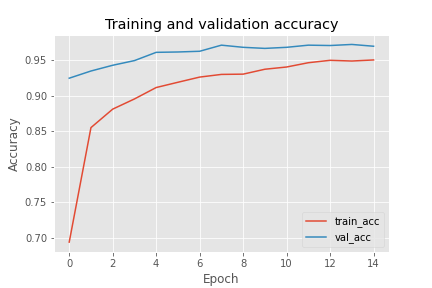 Training and validation accuracy
Accuracy
0.95
0.90
0.85
0.80
0.75
0.70
train_acc
val_acc
0 2 4 6 8 10 12 14
Epoch